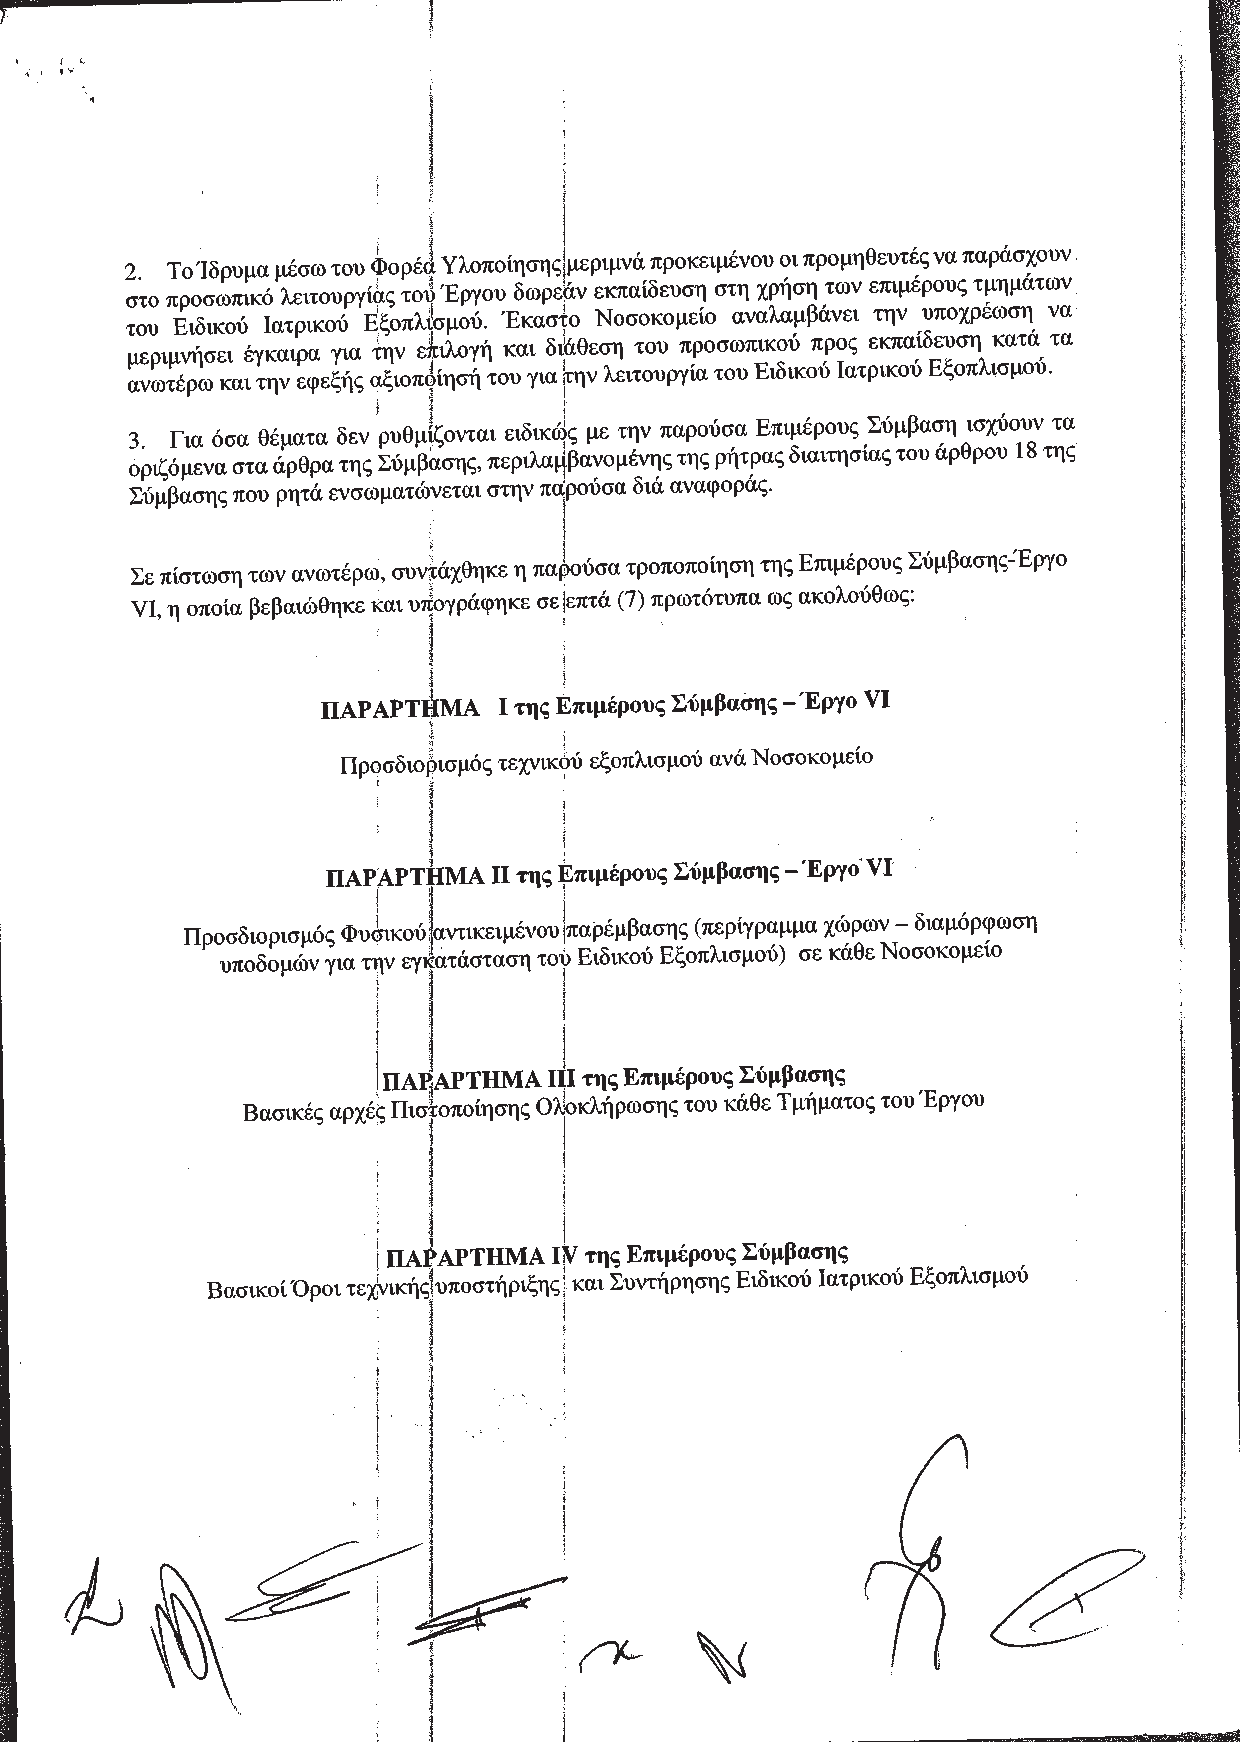 2. Το Ίδρυμα μέσω του Φορέα Υλοποίησης μεριμνά προκειμένου οι προμηθευτές να παράσχουν
στο προσωπικό λειτουργίας του Έργου δωρεάν εκπαίδευση στη χρήση των επιμέρους τμημάτων
του Ειδικού Ιατρικού Εξοπλισμού. Έκαστο Νοσοκομείο αναλαμβάνει την υποχρέωση να
μεριμνήσει έγκαιρα για την επιλογή και διάθεση του προσωπικού προς εκπαίδευση κατά τα
ανωτέρω και την εφεξής αξιοποίησή του για την λειτουργία του Ειδικού Ιατρικού Εξοπλισμού.
3. Για όσα θέματα δεν ρυθμίζονται ειδικώς με την παρούσα Επιμέρους Σύμβαση ισχύουν τα
οριζόμενα στα άρθρα της Σύμβασης, περιλαμβανομένης της ρήτρας διαιτησίας του άρθρου 18 της
Σύμβασης που ρητά ενσωματώνεται στην παρούσα διά αναφοράς.
Σε πίστωση των ανωτέρω, συντάχθηκε η παρούσα τροποποίηση της Επιμέρους Σύμβασης-Έργο
VI, η οποία βεβαιώθηκε και υπογράφηκε σε επτά (7) πρωτότυπα ως ακολούθως:
ΠΑΡΑΡΤΗΜΑ I της Επιμέρους Σύμβασης – Έργο VI
Προσδιορισμός τεχνικού εξοπλισμού ανά Νοσοκομείο
ΠΑΡΑΡΤΗΜΑ II της Επιμέρους Σύμβασης – Έργο VI
Προσδιορισμός Φυσικού αντικειμένου παρέμβασης (περίγραμμα χώρων – διαμόρφωση
υποδομών για την εγκατάσταση του Ειδικού Εξοπλισμού) σε κάθε Νοσοκομείο
ΠΑΡΑΡΤΗΜΑ III της Επιμέρους Σύμβασης
Βασικές αρχές Πιστοποίησης Ολοκλήρωσης του κάθε Τμήματος του Έργου
ΠΑΡΑΡΤΗΜΑ IV της Επιμέρους Σύμβασης
Βασικοί Όροι τεχνικής υποστήριξης και Συντήρησης Ειδικού Ιατρικού Εξοπλισμού